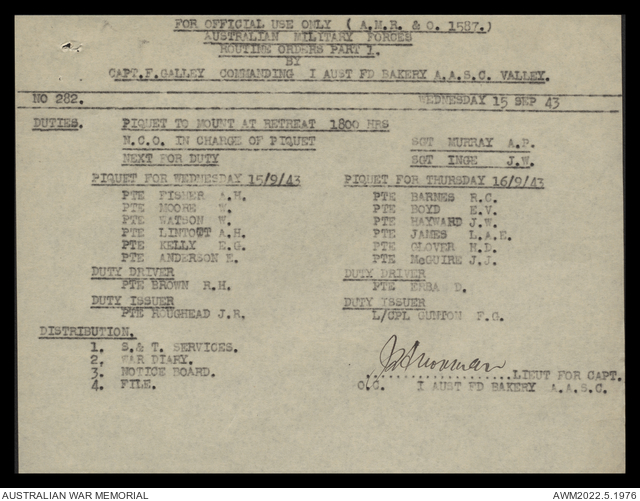 FOR OFFICIAL USE ONLY ( A.M.R. & O. 1587.)
AUSTRALIAN MILITARY FORCES
ROUTINE ORDERS PART 1.
BY
CAPT.F.GALLEY COMMANDING I AUST FD BAKERY A.A.S.C. VALLEY.
NO 282. WEDNESDAY 15 SEP 43
DUTIES. PIQUET TO MOUNT AT RETREAT 1800 HRS
N.C.O. IN CHARGE OF PIQUET SGT MURRAY A.P.
NEXT FOR DUTY SGT INGE J.W.
PIQUET FOR WEDNESDAY 15/9/43 PIQUET FOR THURSDAY 16/9/43
PTE FISHER A.H. PTE BARNES R.C.
PTE MOORE PTE BOYD E.V.
PTE WATSON W. PTE HAYWARD J.W.
PTE LINTOTT A.H. PTE JAMES L.A.E.
PTE KELLY E.G. PTE GLOVER N.D.
PTE ANDERSON E. PTE McGUIRE J.J.
DUTY DRIVER DUTY DRIVER
PTE BROWN R.H. PTE ERBA D.
DUTY ISSUER DUTY ISSUER
PTE ROUGHEAD J.R. L/CPL GUNTON F.G.
DISTRIBUTION.
1. S.& T. SERVICES.
2. WAR DIARY.
3. NOTICE BOARD. ..................LIEUT FOR CAPT.
4. FILE. O.C. I AUST FD BAKERY A.A.S.C.
AUSTRALIAN WAR MEMORIAL AWM2022.5.1976